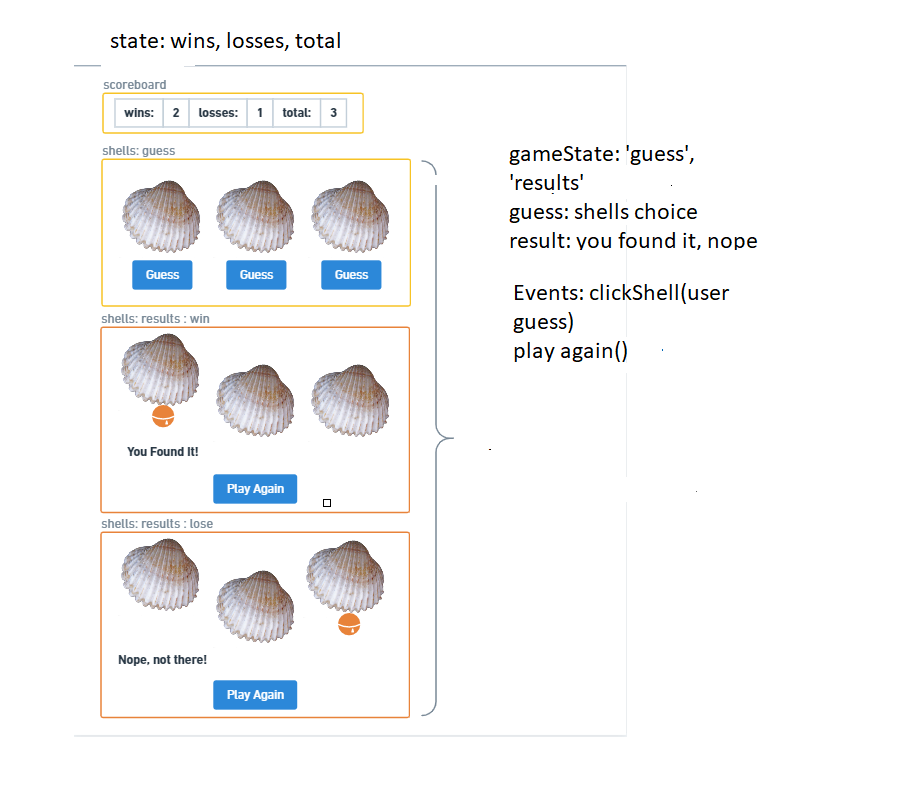 state: wins, losses, total
scoreboard
wins: 2 losses: 1 total: 3
shells: guess
Guess Guess Guess
shells: results : win
You Found It!
Play Again
shells: results : lose
Nope, not there!
Play Again
gameState: 'guess',
'results'
guess: shells choice
result: you found it, nope
Events: clickShell(user
guess)
play again()